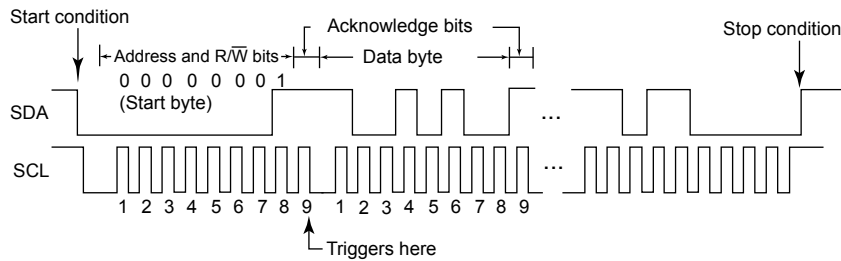 Start condition
Acknowledge bits
Stop condition
Address and R/W̅ bits
Data byte
0 0 0 0 0 0 0 1
(Start byte)
SDA
...
SCL
...
1 2 3 4 5 6 7 8 9 1 2 3 4 5 6 7 8 9
Triggers here